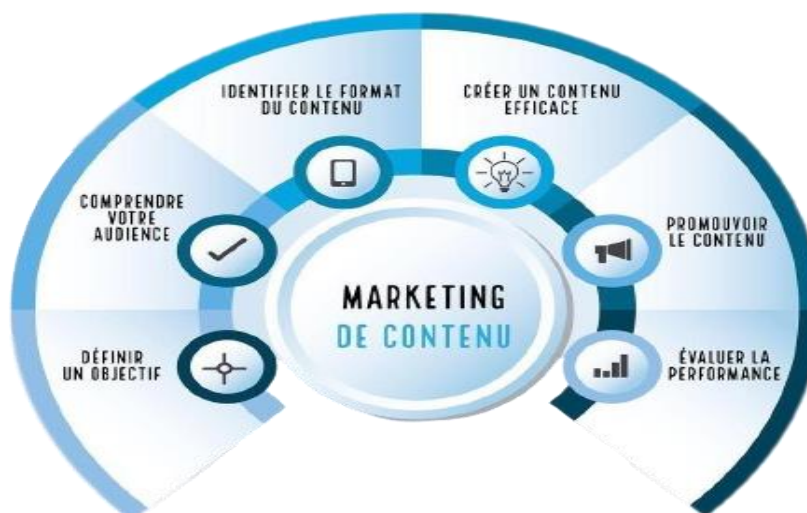 IDENTIFIER LE FORMAT
DU CONTENU
CRÉER UN CONTENU
EFFICACE
COMPRENDRE
VOTRE
AUDIENCE
PROMOUVOIR
LE CONTENU
MARKETING
DE CONTENU
DÉFINIR
UN OBJECTIF
ÉVALUER LA
PERFORMANCE